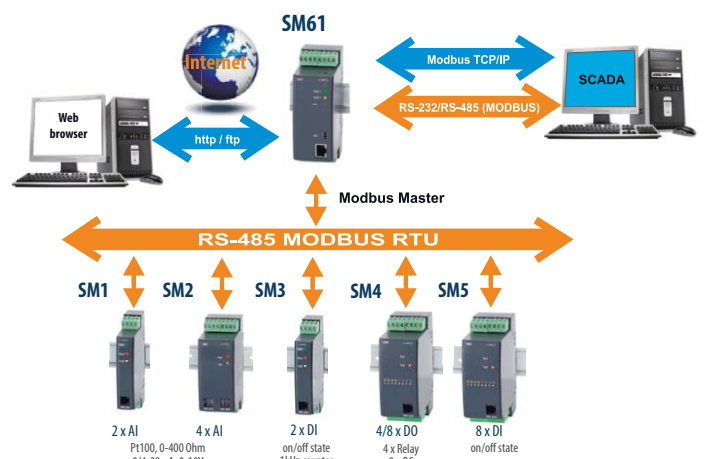 SM61
Internet
Modbus TCP/IP
SCADA
RS-232/RS-485 (MODBUS)
Web
browser
http / ftp
Modbus Master
RS-485 MODBUS RTU
SM1
SM2
SM3
SM4
SM5
2 x AI
4 x AI
2 x DI
4/8 x DO
8 x DI
Pt100, 0-400 Ohm
on/off state
4 x Relay
on/off state